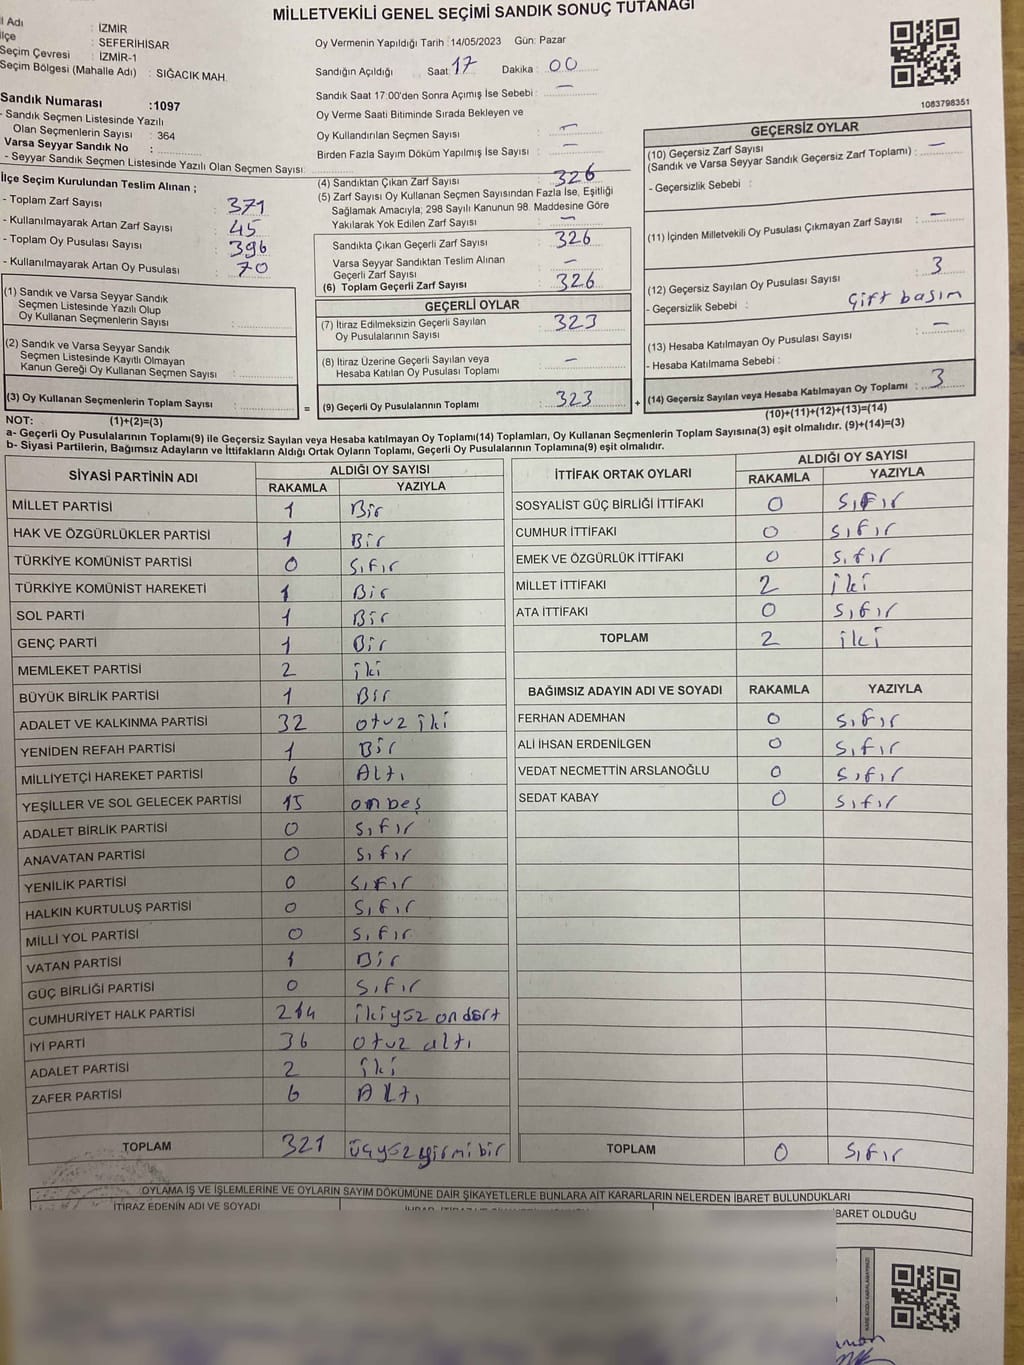 MİLLETVEKİLİ GENEL SEÇİMİ SANDIK SONUÇ TUTANAĞI
İl Adı : İZMİR
İlçe : SEFERİHİSAR
Seçim Çevresi : İZMİR-1
Seçim Bölgesi (Mahalle Adı) : SIĞACIK MAH.
Sandık Numarası :1097
- Sandık Seçmen Listesinde Yazılı
Olan Seçmenlerin Sayısı : 364
Varsa Seyyar Sandık No :
- Seyyar Sandık Seçmen Listesinde Yazılı Olan Seçmen Sayısı:
İlçe Seçim Kurulundan Teslim Alınan ;
- Toplam Zarf Sayısı : 371
- Kullanılmayarak Artan Zarf Sayısı : 45
- Toplam Oy Pusulası Sayısı : 396
- Kullanılmayarak Artan Oy Pusulası : 70
(1) Sandık ve Varsa Seyyar Sandık
Seçmen Listesinde Yazılı Olup
Oy Kullanan Seçmenlerin Sayısı :
(2) Sandık ve Varsa Seyyar Sandık
Seçmen Listesinde Kayıtlı Olmayan
Kanun Gereği Oy Kullanan Seçmen Sayısı :
(3) Oy Kullanan Seçmenlerin Toplam Sayısı :
(1)+(2)=(3)
Oy Vermenin Yapıldığı Tarih :14/05/2023 Gün: Pazar
Sandığın Açıldığı Saat: 17 Dakika : 00
Sandık Saat 17:00'den Sonra Açımış İse Sebebi : —
Oy Verme Saati Bitiminde Sırada Bekleyen ve
Oy Kullandırılan Seçmen Sayısı : —
Birden Fazla Sayım Döküm Yapılmış İse Sayısı : —
(4) Sandıktan Çıkan Zarf Sayısı : 326
(5) Zarf Sayısı Oy Kullanan Seçmen Sayısından Fazla İse, Eşitliği
Sağlamak Amacıyla; 298 Sayılı Kanunun 98. Maddesine Göre
Yakılarak Yok Edilen Zarf Sayısı : —
Sandıkta Çıkan Geçerli Zarf Sayısı : 326
Varsa Seyyar Sandıktan Teslim Alınan
Geçerli Zarf Sayısı : —
(6) Toplam Geçerli Zarf Sayısı : 326
GEÇERLİ OYLAR
(7) İtiraz Edilmeksizin Geçerli Sayılan
Oy Pusulalarının Sayısı : 323
(8) İtiraz Üzerine Geçerli Sayılan veya
Hesaba Katılan Oy Pusulası Toplamı : —
= (9) Geçerli Oy Pusulalarının Toplamı : 323 +
1083798351
GEÇERSİZ OYLAR
(10) Geçersiz Zarf Sayısı
(Sandık ve Varsa Seyyar Sandık Geçersiz Zarf Toplamı) : —
- Geçersizlik Sebebi :
(11) İçinden Milletvekili Oy Pusulası Çıkmayan Zarf Sayısı : —
(12) Geçersiz Sayılan Oy Pusulası Sayısı : 3
- Geçersizlik Sebebi : Çift basım
(13) Hesaba Katılmayan Oy Pusulası Sayısı : —
- Hesaba Katılmama Sebebi :
(14) Geçersiz Sayılan veya Hesaba Katılmayan Oy Toplamı : 3
(10)+(11)+(12)+(13)=(14)
NOT:
a- Geçerli Oy Pusulalarının Toplamı(9) ile Geçersiz Sayılan veya Hesaba katılmayan Oy Toplamı(14) Toplamları, Oy Kullanan Seçmenlerin Toplam Sayısına(3) eşit olmalıdır. (9)+(14)=(3)
b- Siyasi Partilerin, Bağımsız Adayların ve İttifakların Aldığı Ortak Oyların Toplamı, Geçerli Oy Pusulalarının Toplamına(9) eşit olmalıdır.
SİYASİ PARTİNİN ADI ALDIĞI OY SAYISI
RAKAMLA YAZIYLA
MİLLET PARTİSİ 1 Bir
HAK VE ÖZGÜRLÜKLER PARTİSİ 1 Bir
TÜRKİYE KOMÜNİST PARTİSİ 0 Sıfır
TÜRKİYE KOMÜNİST HAREKETİ 1 Bir
SOL PARTİ 1 Bir
GENÇ PARTİ 1 Bir
MEMLEKET PARTİSİ 2 iki
BÜYÜK BİRLİK PARTİSİ 1 Bir
ADALET VE KALKINMA PARTİSİ 32 otuz iki
YENİDEN REFAH PARTİSİ 1 Bir
MİLLİYETÇİ HAREKET PARTİSİ 6 Altı
YEŞİLLER VE SOL GELECEK PARTİSİ 15 onbeş
ADALET BİRLİK PARTİSİ 0 sıfır
ANAVATAN PARTİSİ 0 Sıfır
YENİLİK PARTİSİ 0 Sıfır
HALKIN KURTULUŞ PARTİSİ 0 Sıfır
MİLLİ YOL PARTİSİ 0 Sıfır
VATAN PARTİSİ 1 Bir
GÜÇ BİRLİĞİ PARTİSİ 0 Sıfır
CUMHURİYET HALK PARTİSİ 214 ikiyüz ondört
İYİ PARTİ 36 otuz altı
ADALET PARTİSİ 2 iki
ZAFER PARTİSİ 6 Altı
TOPLAM 321 üçyüzyirmibir
İTTİFAK ORTAK OYLARI ALDIĞI OY SAYISI
RAKAMLA YAZIYLA
SOSYALİST GÜÇ BİRLİĞİ İTTİFAKI 0 Sıfır
CUMHUR İTTİFAKI 0 Sıfır
EMEK VE ÖZGÜRLÜK İTTİFAKI 0 Sıfır
MİLLET İTTİFAKI 2 iki
ATA İTTİFAKI 0 Sıfır
TOPLAM 2 iki
BAĞIMSIZ ADAYIN ADI VE SOYADI RAKAMLA YAZIYLA
FERHAN ADEMHAN 0 Sıfır
ALİ İHSAN ERDENİLGEN 0 Sıfır
VEDAT NECMETTİN ARSLANOĞLU 0 Sıfır
SEDAT KABAY 0 Sıfır
TOPLAM 0 Sıfır
OYLAMA İŞ VE İŞLEMLERİNE VE OYLARIN SAYIM DÖKÜMÜNE DAİR ŞİKAYETLERLE BUNLARA AİT KARARLARIN NELERDEN İBARET BULUNDUKLARI
İTİRAZ EDENİN ADI VE SOYADI
BARET OLDUĞU